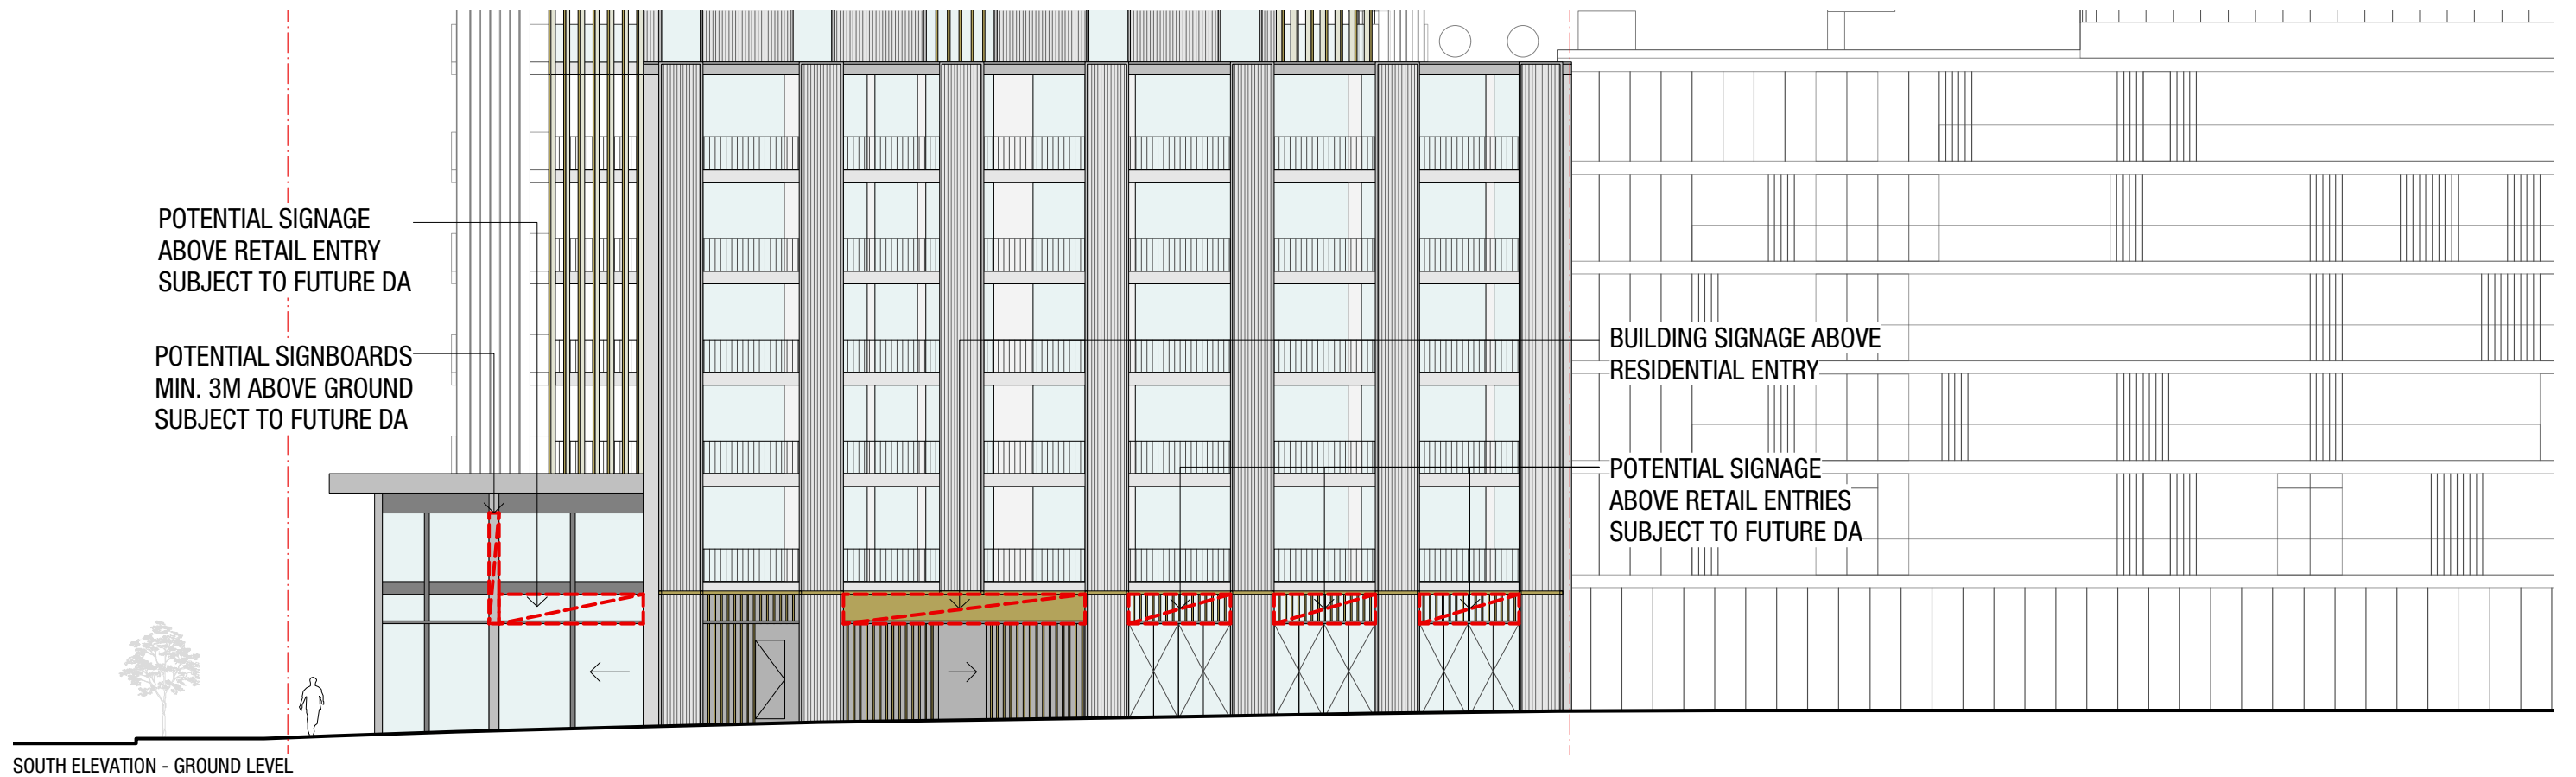 POTENTIAL SIGNAGE
ABOVE RETAIL ENTRY
SUBJECT TO FUTURE DA
POTENTIAL SIGNBOARDS
MIN. 3M ABOVE GROUND
SUBJECT TO FUTURE DA
BUILDING SIGNAGE ABOVE
RESIDENTIAL ENTRY
POTENTIAL SIGNAGE
ABOVE RETAIL ENTRIES
SUBJECT TO FUTURE DA
SOUTH ELEVATION - GROUND LEVEL